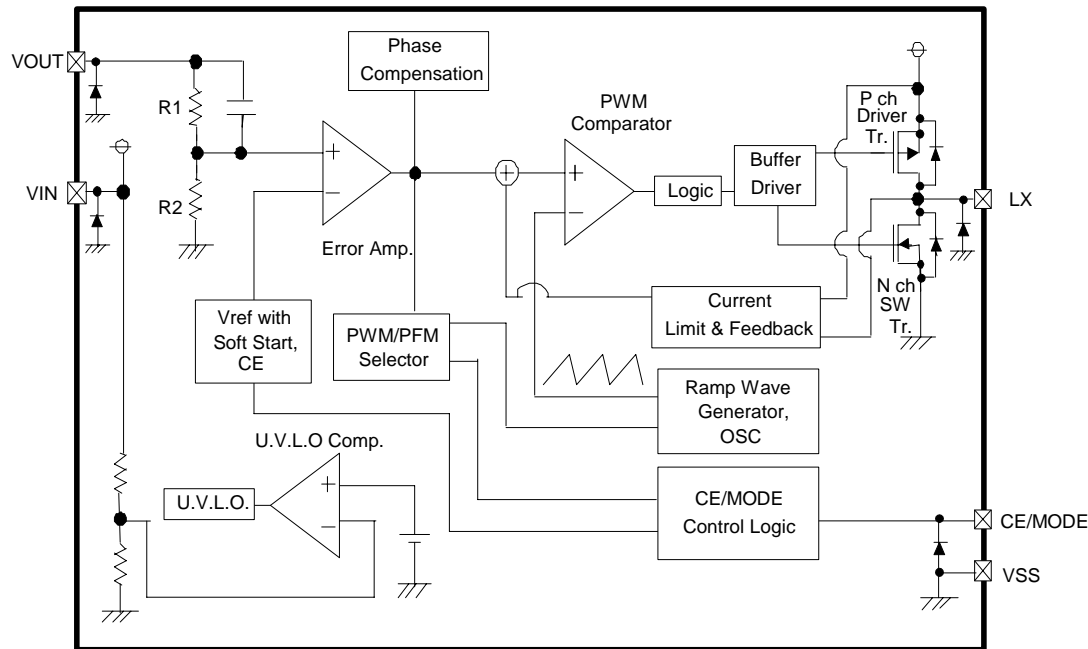 VOUT
R1
R2
VIN
Phase
Compensation
+
−
Error Amp.
+
PWM
Comparator
+
−
Logic
Buffer
Driver
P ch
Driver
Tr.
LX
N ch
SW
Tr.
Current
Limit & Feedback
Vref with
Soft Start,
CE
PWM/PFM
Selector
Ramp Wave
Generator,
OSC
U.V.L.O Comp.
U.V.L.O.
+
−
CE/MODE
Control Logic
CE/MODE
VSS